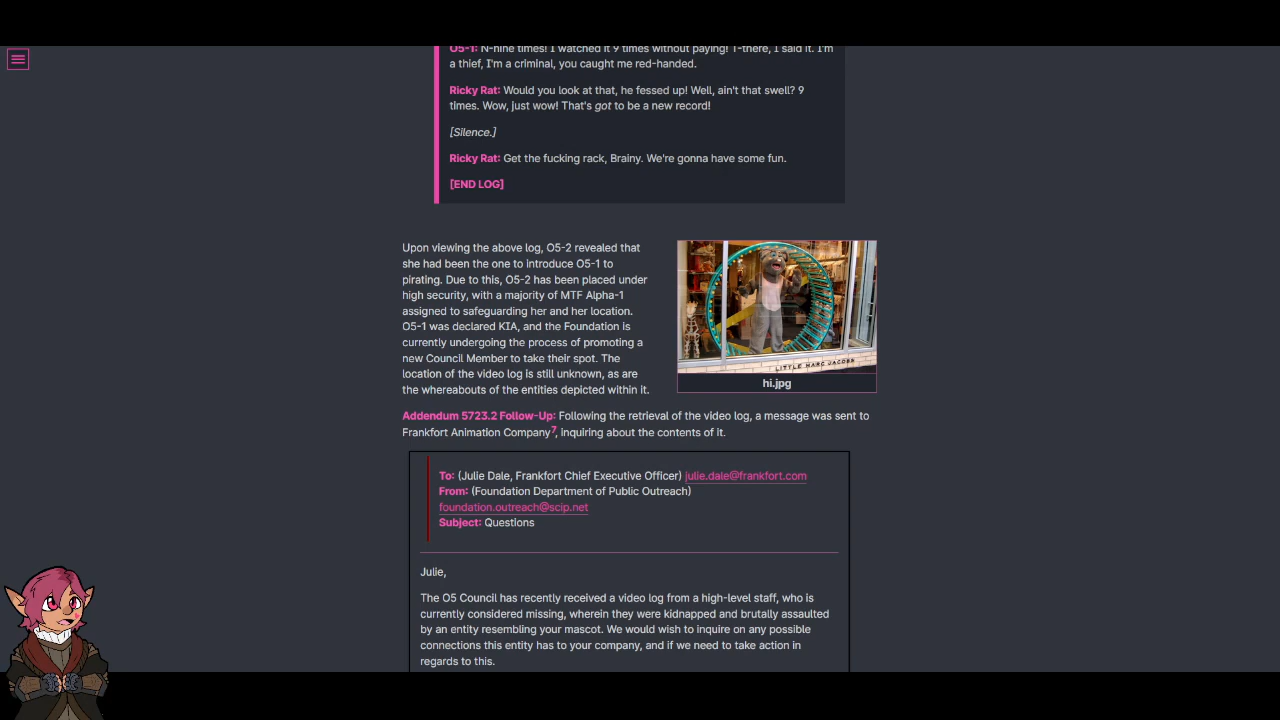 O5-1: N-nine times! I watched it 9 times without paying! T-there, I said it. I'm
a thief, I'm a criminal, you caught me red-handed.
Ricky Rat: Would you look at that, he fessed up! Well, ain't that swell? 9
times. Wow, just wow! That's got to be a new record!
[Silence.]
Ricky Rat: Get the fucking rack, Brainy. We're gonna have some fun.
[END LOG]
Upon viewing the above log, O5-2 revealed that
she had been the one to introduce O5-1 to
pirating. Due to this, O5-2 has been placed under
high security, with a majority of MTF Alpha-1
assigned to safeguarding her and her location.
O5-1 was declared KIA, and the Foundation is
currently undergoing the process of promoting a
new Council Member to take their spot. The
location of the video log is still unknown, as are
the whereabouts of the entities depicted within it.
LITTLE MARC JACOBS
hi.jpg
Addendum 5723.2 Follow-Up: Following the retrieval of the video log, a message was sent to
Frankfort Animation Company7, inquiring about the contents of it.
To: (Julie Dale, Frankfort Chief Executive Officer) julie.dale@frankfort.com
From: (Foundation Department of Public Outreach)
foundation.outreach@scip.net
Subject: Questions
Julie,
The O5 Council has recently received a video log from a high-level staff, who is
currently considered missing, wherein they were kidnapped and brutally assaulted
by an entity resembling your mascot. We would wish to inquire on any possible
connections this entity has to your company, and if we need to take action in
regards to this.